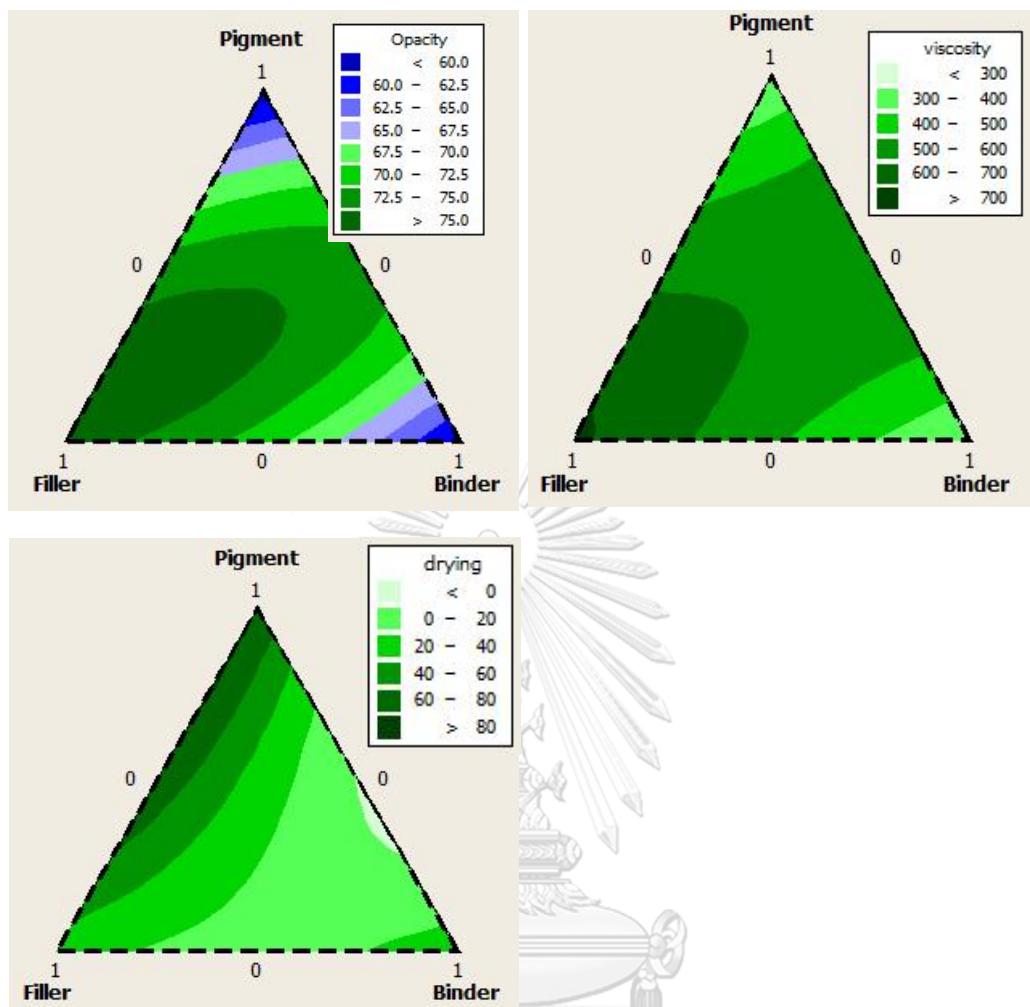 Pigment
1
Opacity
< 60.0
60.0 – 62.5
62.5 – 65.0
65.0 – 67.5
67.5 – 70.0
70.0 – 72.5
72.5 – 75.0
> 75.0
0
0
1
0
1
Filler
Binder
Pigment
1
viscosity
< 300
300 – 400
400 – 500
500 – 600
600 – 700
> 700
0
0
1
0
1
Filler
Binder
Pigment
1
drying
< 0
0 – 20
20 – 40
40 – 60
60 – 80
> 80
0
0
1
0
1
Filler
Binder